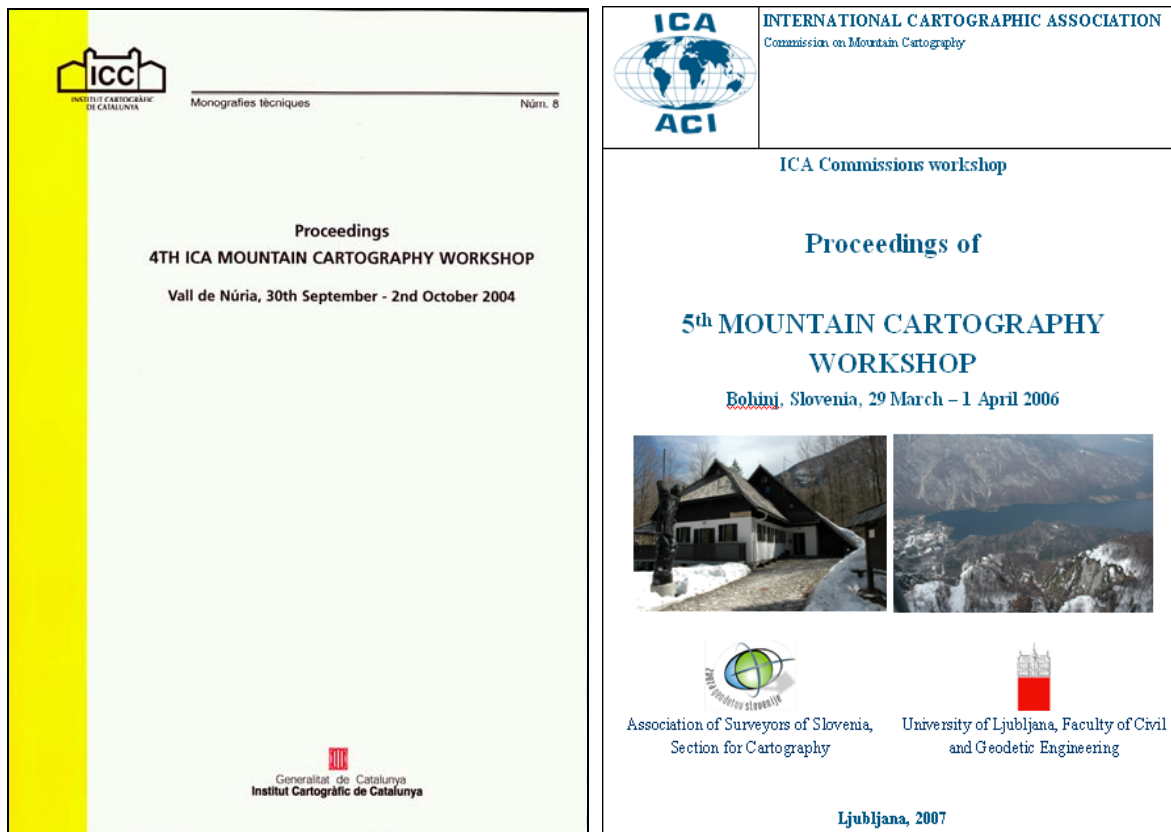 ICC
INSTITUT CARTOGRÀFIC
DE CATALUNYA
Monografies tècniques
Núm. 8
Proceedings
4TH ICA MOUNTAIN CARTOGRAPHY WORKSHOP
Vall de Núria, 30th September - 2nd October 2004
Generalitat de Catalunya
Institut Cartogràfic de Catalunya
ICA
ACI
INTERNATIONAL CARTOGRAPHIC ASSOCIATION
Commission on Mountain Cartography
ICA Commissions workshop
Proceedings of
5th MOUNTAIN CARTOGRAPHY
WORKSHOP
Bohinj, Slovenia, 29 March – 1 April 2006
zveza geodetov slovenije
Association of Surveyors of Slovenia,
Section for Cartography
University of Ljubljana, Faculty of Civil
and Geodetic Engineering
Ljubljana, 2007